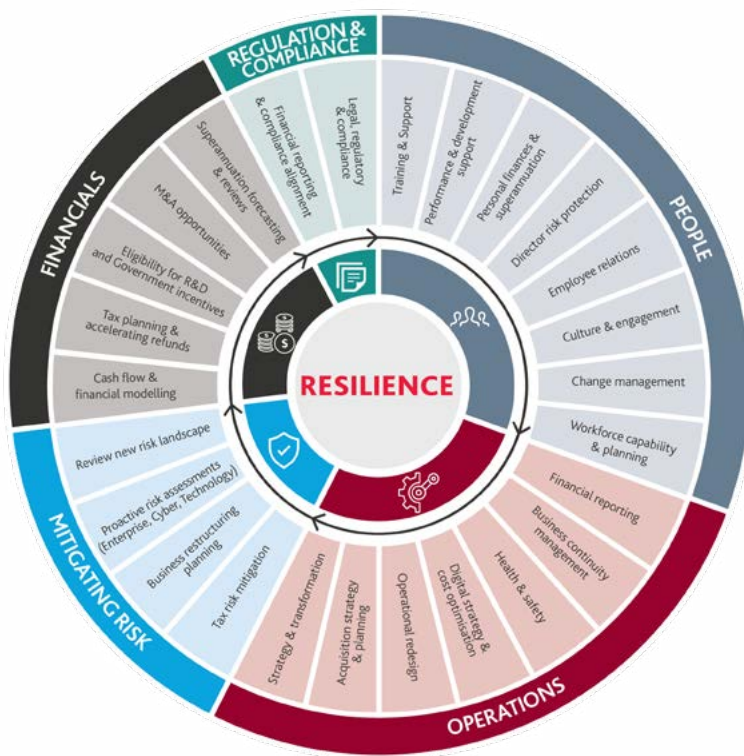 REGULATION &
COMPLIANCE
Financial reporting
& compliance alignment
Legal, regulatory
& compliance
PEOPLE
Training & Support
Performance & development
support
Personal finances &
superannuation
Director risk protection
Employee relations
Culture & engagement
Change management
Workforce capability
& planning
OPERATIONS
Financial reporting
Business continuity
management
Health & safety
Digital strategy &
cost optimisation
Operational redesign
Acquisition strategy
& planning
Strategy & transformation
MITIGATING RISK
Tax risk mitigation
Business restructuring
planning
Proactive risk assessments
(Enterprise, Cyber, Technology)
Review new risk landscape
FINANCIALS
Cash flow &
financial modelling
Tax planning &
accelerating refunds
Eligibility for R&D
and Government incentives
M&A opportunities
Superannuation forecasting
& reviews
$
RESILIENCE